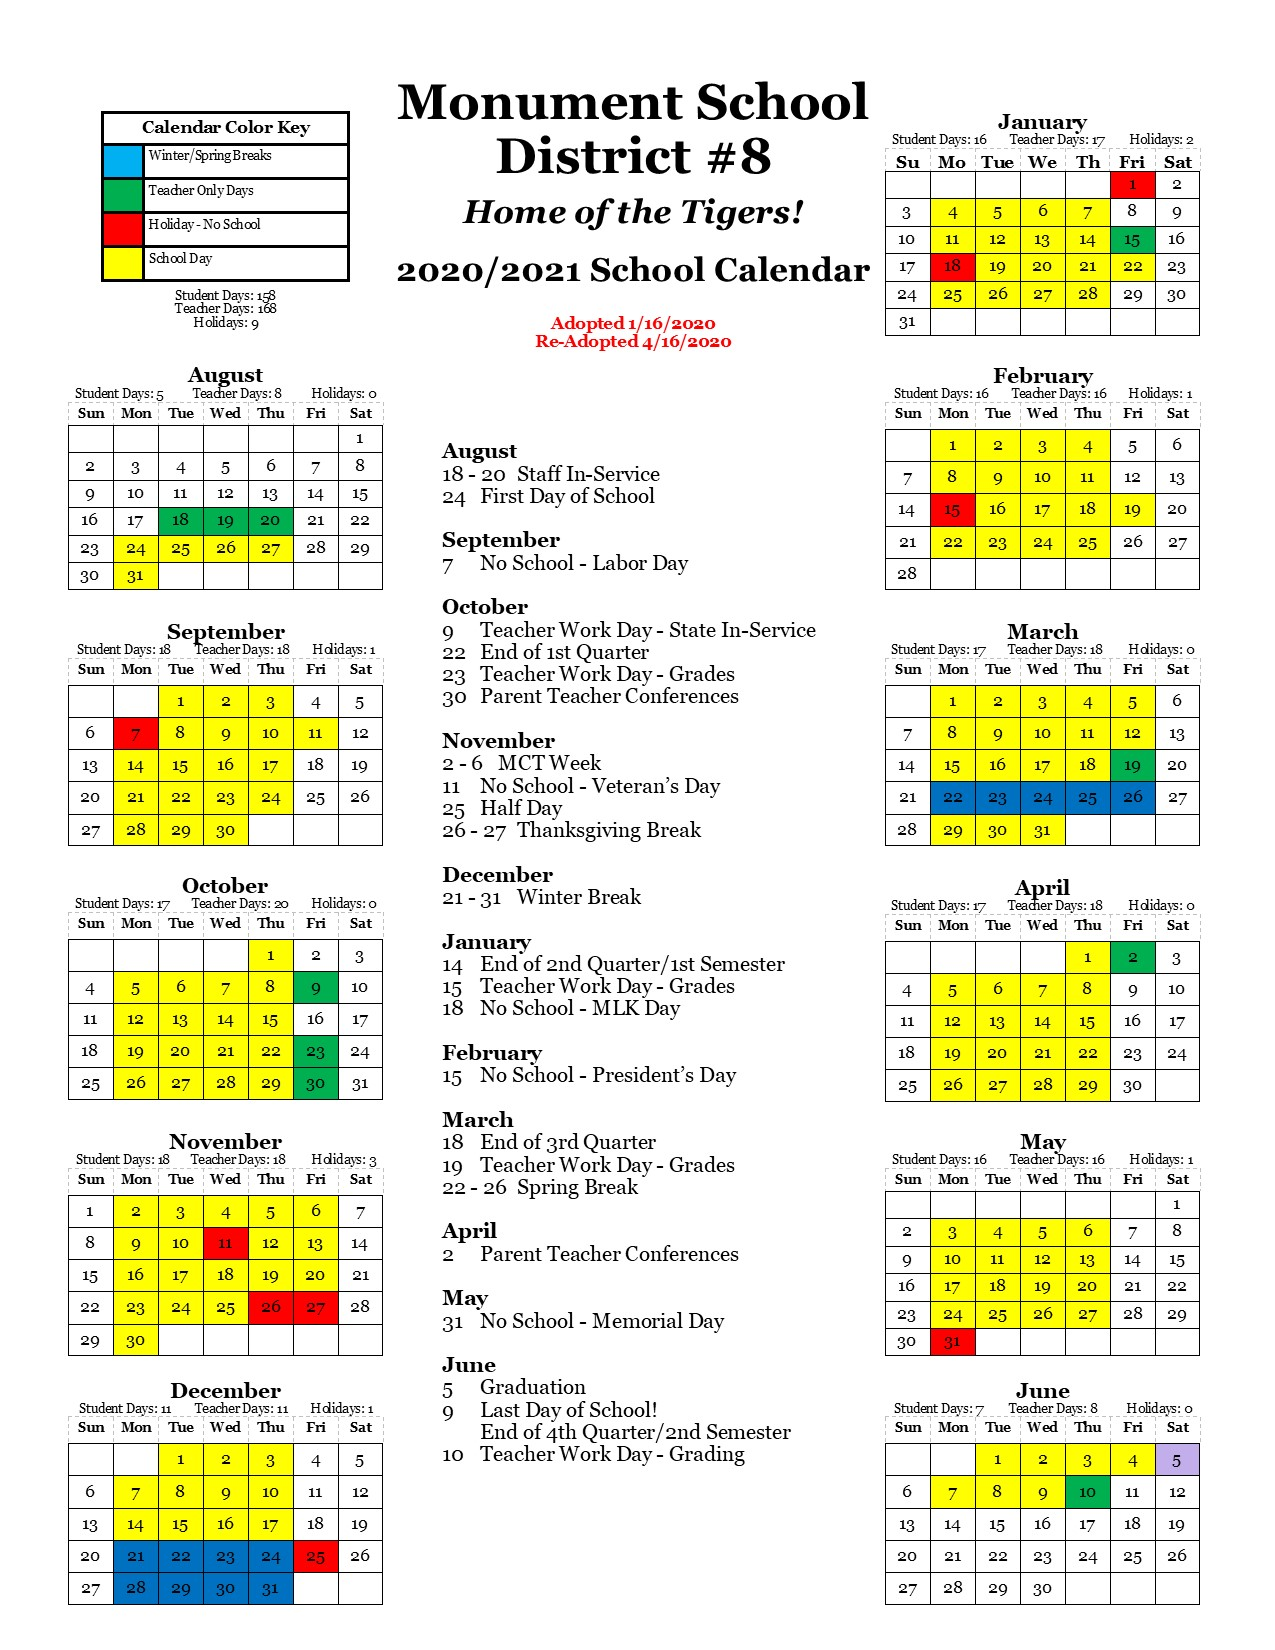 Monument School
District #8
Home of the Tigers!
2020/2021 School Calendar
Adopted 1/16/2020
Re-Adopted 4/16/2020
Calendar Color Key
Winter/Spring Breaks
Teacher Only Days
Holiday - No School
School Day
Student Days: 158
Teacher Days: 168
Holidays: 9
August
Student Days: 5 Teacher Days: 8 Holidays: 0
Sun Mon Tue Wed Thu Fri Sat
1
2 3 4 5 6 7 8
9 10 11 12 13 14 15
16 17 18 19 20 21 22
23 24 25 26 27 28 29
30 31
September
Student Days: 18 Teacher Days: 18 Holidays: 1
Sun Mon Tue Wed Thu Fri Sat
1 2 3 4 5
6 7 8 9 10 11 12
13 14 15 16 17 18 19
20 21 22 23 24 25 26
27 28 29 30
October
Student Days: 17 Teacher Days: 20 Holidays: 0
Sun Mon Tue Wed Thu Fri Sat
1 2 3
4 5 6 7 8 9 10
11 12 13 14 15 16 17
18 19 20 21 22 23 24
25 26 27 28 29 30 31
November
Student Days: 18 Teacher Days: 18 Holidays: 3
Sun Mon Tue Wed Thu Fri Sat
1 2 3 4 5 6 7
8 9 10 11 12 13 14
15 16 17 18 19 20 21
22 23 24 25 26 27 28
29 30
December
Student Days: 11 Teacher Days: 11 Holidays: 1
Sun Mon Tue Wed Thu Fri Sat
1 2 3 4 5
6 7 8 9 10 11 12
13 14 15 16 17 18 19
20 21 22 23 24 25 26
27 28 29 30 31
August
18 - 20 Staff In-Service
24 First Day of School
September
7 No School - Labor Day
October
9 Teacher Work Day - State In-Service
22 End of 1st Quarter
23 Teacher Work Day - Grades
30 Parent Teacher Conferences
November
2 - 6 MCT Week
11 No School - Veteran’s Day
25 Half Day
26 - 27 Thanksgiving Break
December
21 - 31 Winter Break
January
14 End of 2nd Quarter/1st Semester
15 Teacher Work Day - Grades
18 No School - MLK Day
February
15 No School - President’s Day
March
18 End of 3rd Quarter
19 Teacher Work Day - Grades
22 - 26 Spring Break
April
2 Parent Teacher Conferences
May
31 No School - Memorial Day
June
5 Graduation
9 Last Day of School!
End of 4th Quarter/2nd Semester
10 Teacher Work Day - Grading
January
Student Days: 16 Teacher Days: 17 Holidays: 2
Su Mo Tue We Th Fri Sat
1 2
3 4 5 6 7 8 9
10 11 12 13 14 15 16
17 18 19 20 21 22 23
24 25 26 27 28 29 30
31
February
Student Days: 16 Teacher Days: 16 Holidays: 1
Sun Mon Tue Wed Thu Fri Sat
1 2 3 4 5 6
7 8 9 10 11 12 13
14 15 16 17 18 19 20
21 22 23 24 25 26 27
28
March
Student Days: 17 Teacher Days: 18 Holidays: 0
Sun Mon Tue Wed Thu Fri Sat
1 2 3 4 5 6
7 8 9 10 11 12 13
14 15 16 17 18 19 20
21 22 23 24 25 26 27
28 29 30 31
April
Student Days: 17 Teacher Days: 18 Holidays: 0
Sun Mon Tue Wed Thu Fri Sat
1 2 3
4 5 6 7 8 9 10
11 12 13 14 15 16 17
18 19 20 21 22 23 24
25 26 27 28 29 30
May
Student Days: 16 Teacher Days: 16 Holidays: 1
Sun Mon Tue Wed Thu Fri Sat
1
2 3 4 5 6 7 8
9 10 11 12 13 14 15
16 17 18 19 20 21 22
23 24 25 26 27 28 29
30 31
June
Student Days: 7 Teacher Days: 8 Holidays: 0
Sun Mon Tue Wed Thu Fri Sat
1 2 3 4 5
6 7 8 9 10 11 12
13 14 15 16 17 18 19
20 21 22 23 24 25 26
27 28 29 30